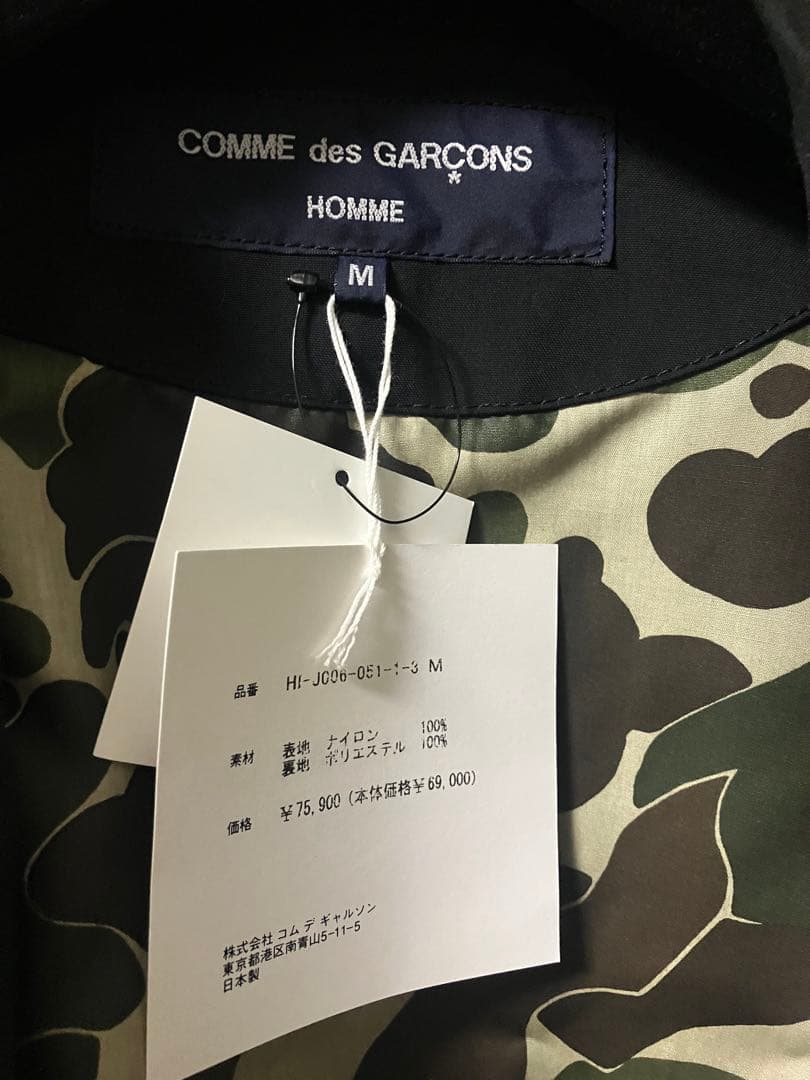 COMME des GARÇONS
*
HOMME
M
品番 HI-J006-051-1-3 M
素材 表地 ナイロン 100%
裏地 ポリエステル 100%
価格 ¥75,900 (本体価格¥69,000)
株式会社 コム デ ギャルソン
東京都港区南青山5-11-5
日本製